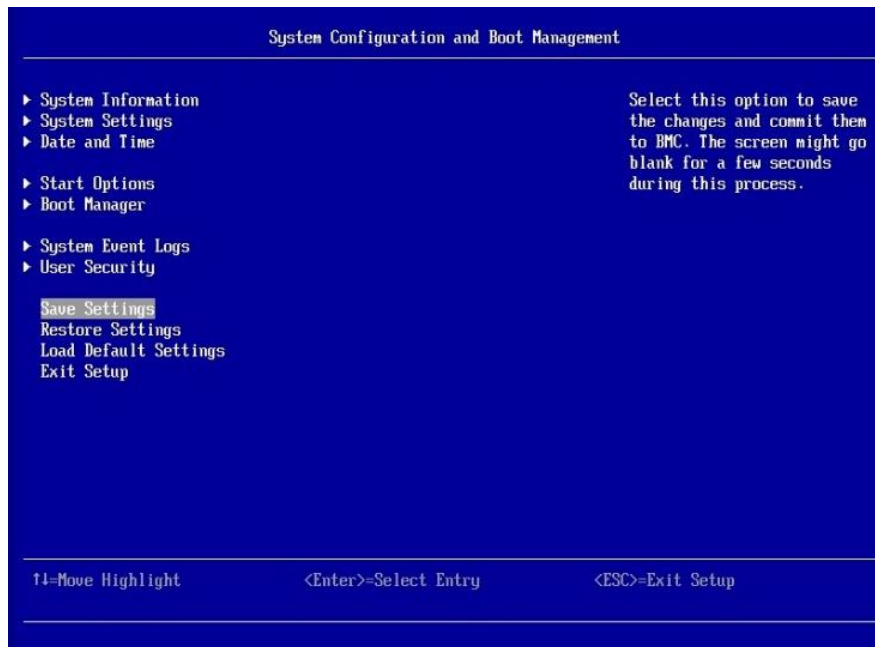 System Configuration and Boot Management
▶ System Information
▶ System Settings
▶ Date and Time
▶ Start Options
▶ Boot Manager
▶ System Event Logs
▶ User Security
Save Settings
Restore Settings
Load Default Settings
Exit Setup
Select this option to save
the changes and commit them
to BMC. The screen might go
blank for a few seconds
during this process.
↑↓=Move Highlight <Enter>=Select Entry <ESC>=Exit Setup